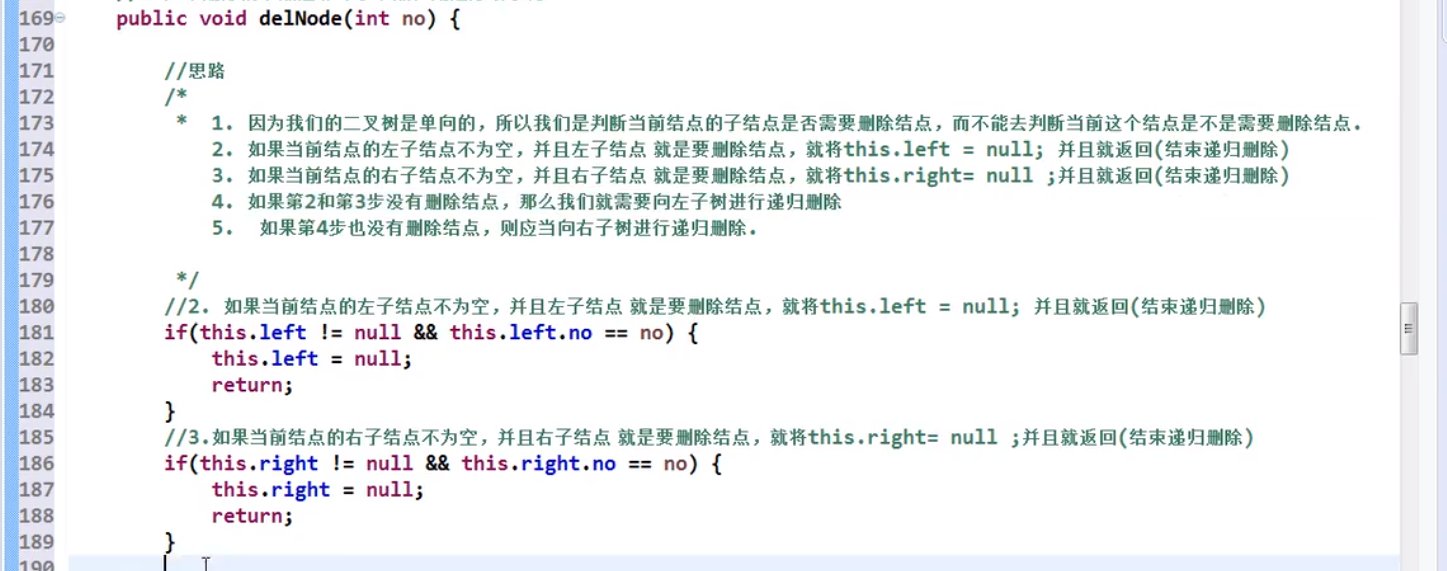 169 public void delNode(int no) {
170
171 //思路
172 /*
173 * 1. 因为我们的二叉树是单向的，所以我们是判断当前结点的子结点是否需要删除结点，而不能去判断当前这个结点是不是需要删除结点.
174 2. 如果当前结点的左子结点不为空，并且左子结点 就是要删除结点，就将this.left = null; 并且就返回(结束递归删除)
175 3. 如果当前结点的右子结点不为空，并且右子结点 就是要删除结点，就将this.right= null ;并且就返回(结束递归删除)
176 4. 如果第2和第3步没有删除结点，那么我们就需要向左子树进行递归删除
177 5. 如果第4步也没有删除结点，则应当向右子树进行递归删除.
178
179 */
180 //2. 如果当前结点的左子结点不为空，并且左子结点 就是要删除结点，就将this.left = null; 并且就返回(结束递归删除)
181 if(this.left != null && this.left.no == no) {
182 this.left = null;
183 return;
184 }
185 //3.如果当前结点的右子结点不为空，并且右子结点 就是要删除结点，就将this.right= null ;并且就返回(结束递归删除)
186 if(this.right != null && this.right.no == no) {
187 this.right = null;
188 return;
189 }
190